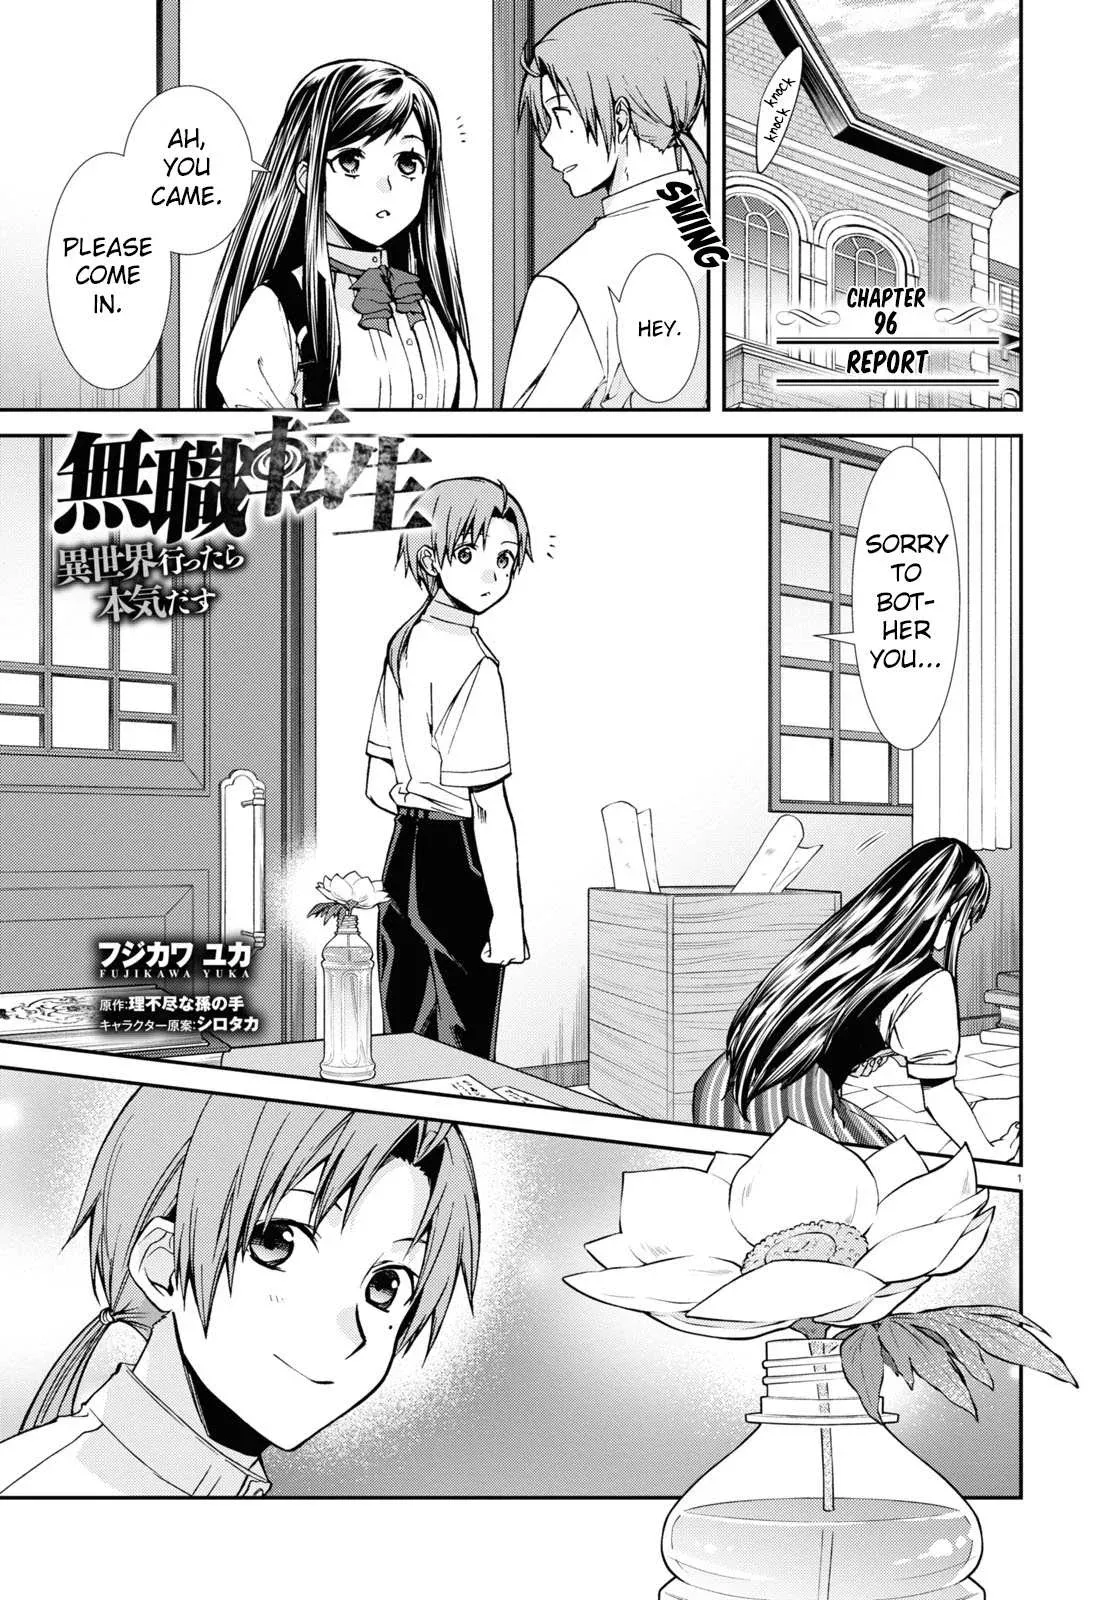 knock
knock
knock
CHAPTER
96
REPORT
SWING
HEY.
AH,
YOU
CAME.
PLEASE
COME
IN.
無職転生
異世界行ったら
本気だす
SORRY
TO
BOT-
HER
YOU...
フジカワ ユカ
FUJIKAWA YUKA
原作:理不尽な孫の手
キャラクター原案:シロタカ
1